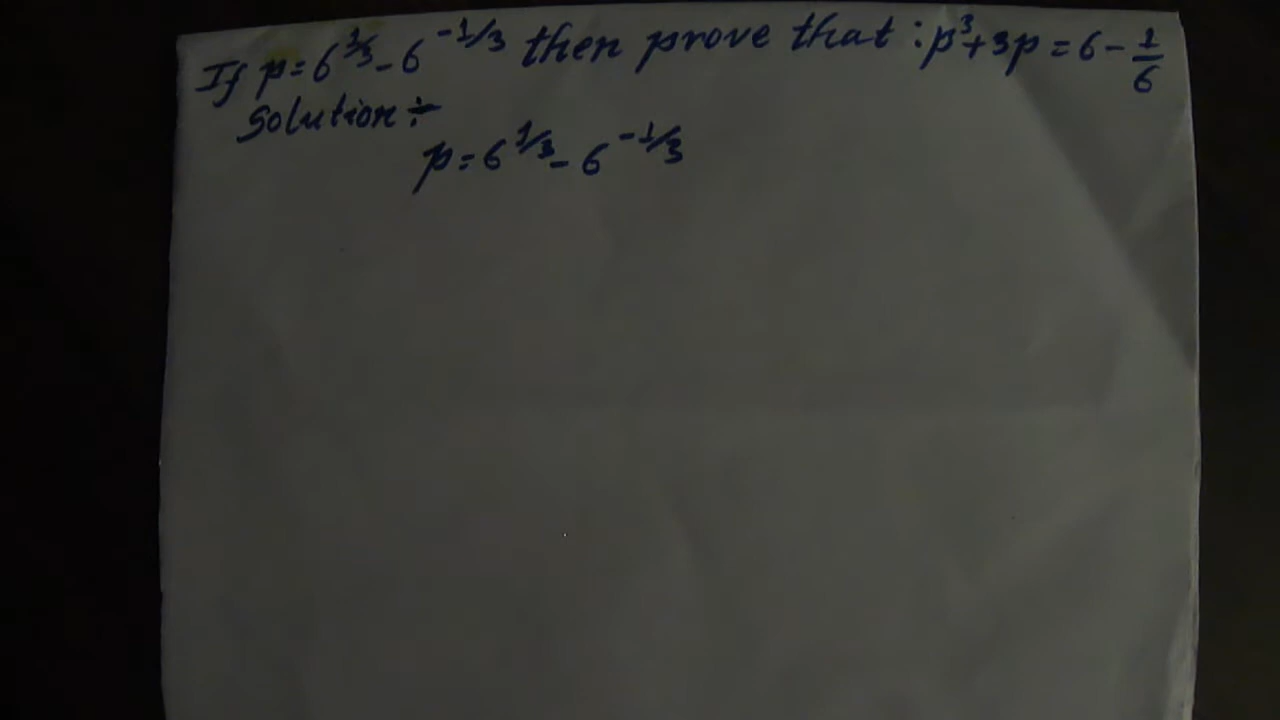 If p=6^1/3-6^-1/3 then prove that: p³+3p=6-1/6
Solution÷
p=6^1/3-6^-1/3